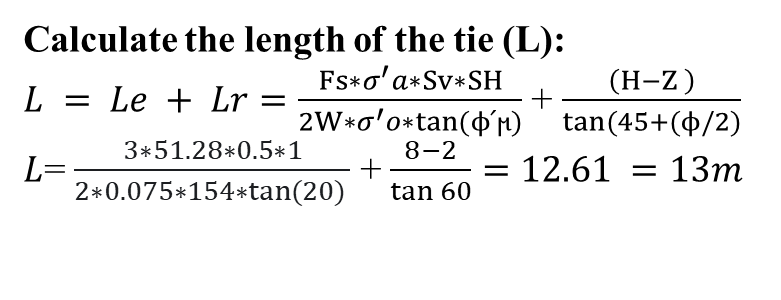 Calculate the length of the tie (L):
L = Le + Lr = Fs∗σ′a∗Sv∗SH / 2W∗σ′o∗tan(ϕ´ϻ) + (H−Z) / tan(45+(ϕ/2)
L= 3∗51.28∗0.5∗1 / 2∗0.075∗154∗tan(20) + 8−2 / tan 60 = 12.61 = 13m